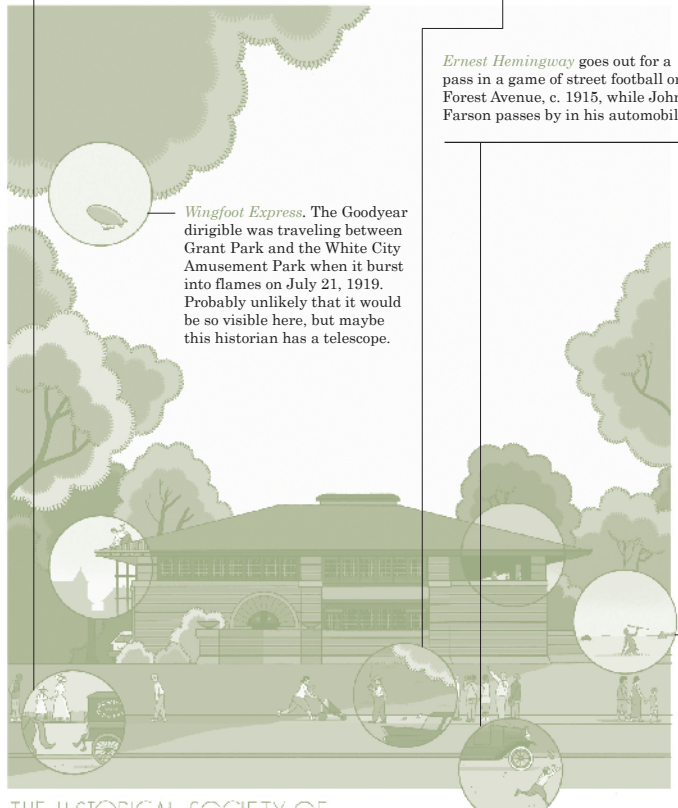 Ernest Hemingway goes out for a
pass in a game of street football
Forest Avenue, c. 1915, while
Farson passes by in his
Wingfoot Express. The Goodyear
dirigible was traveling between
Grant Park and the White City
Amusement Park when it burst
into flames on July 21, 1919.
Probably unlikely that it would
be so visible here, but maybe
this historian has a telescope.
THE HISTORICAL SOCIETY OF